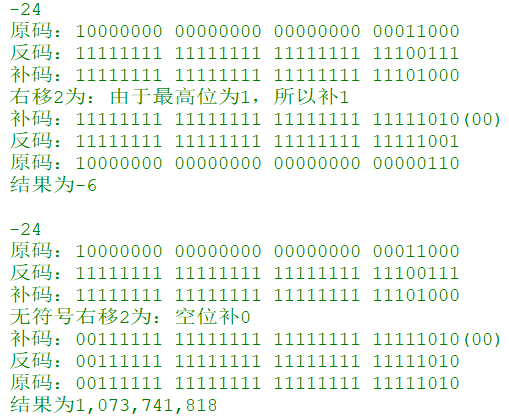 -24
原码：10000000 00000000 00000000 00011000
反码：11111111 11111111 11111111 11100111
补码：11111111 11111111 11111111 11101000
右移2为：由于最高位为1，所以补1
补码：11111111 11111111 11111111 11111010(00)
反码：11111111 11111111 11111111 11111001
原码：10000000 00000000 00000000 00000110
结果为-6
-24
原码：10000000 00000000 00000000 00011000
反码：11111111 11111111 11111111 11100111
补码：11111111 11111111 11111111 11101000
无符号右移2为：空位补0
补码：00111111 11111111 11111111 11111010(00)
反码：00111111 11111111 11111111 11111010
原码：00111111 11111111 11111111 11111010
结果为1,073,741,818